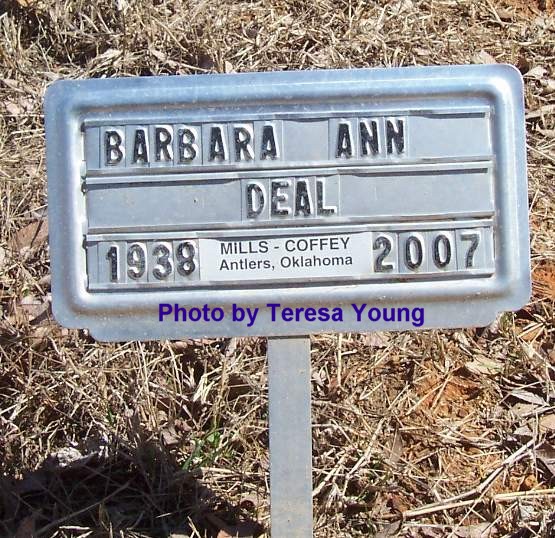 BARBARA ANN
DEAL
1938 MILLS - COFFEY 2007
Antlers, Oklahoma
Photo by Teresa Young